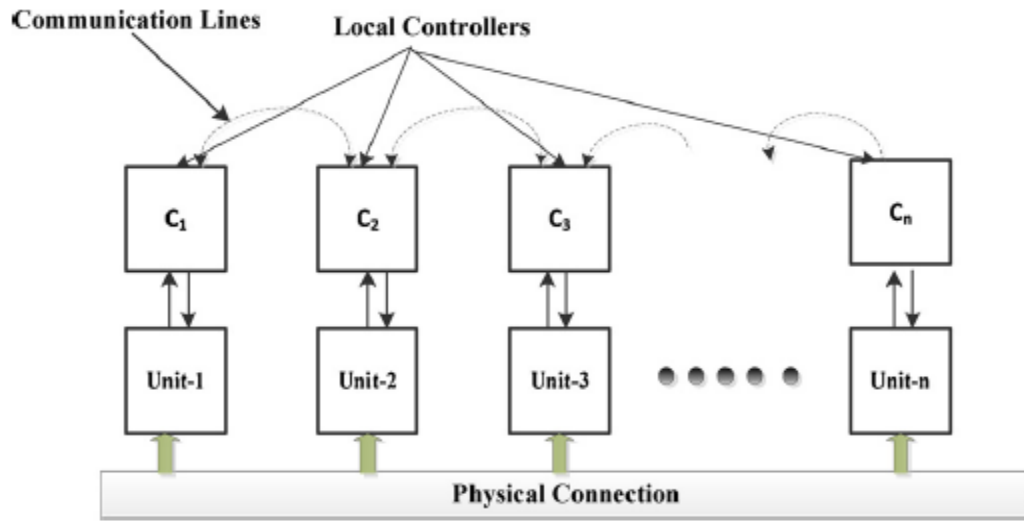 Communication Lines
Local Controllers
C₁
C₂
C₃
Cₙ
Unit-1
Unit-2
Unit-3
Unit-n
Physical Connection